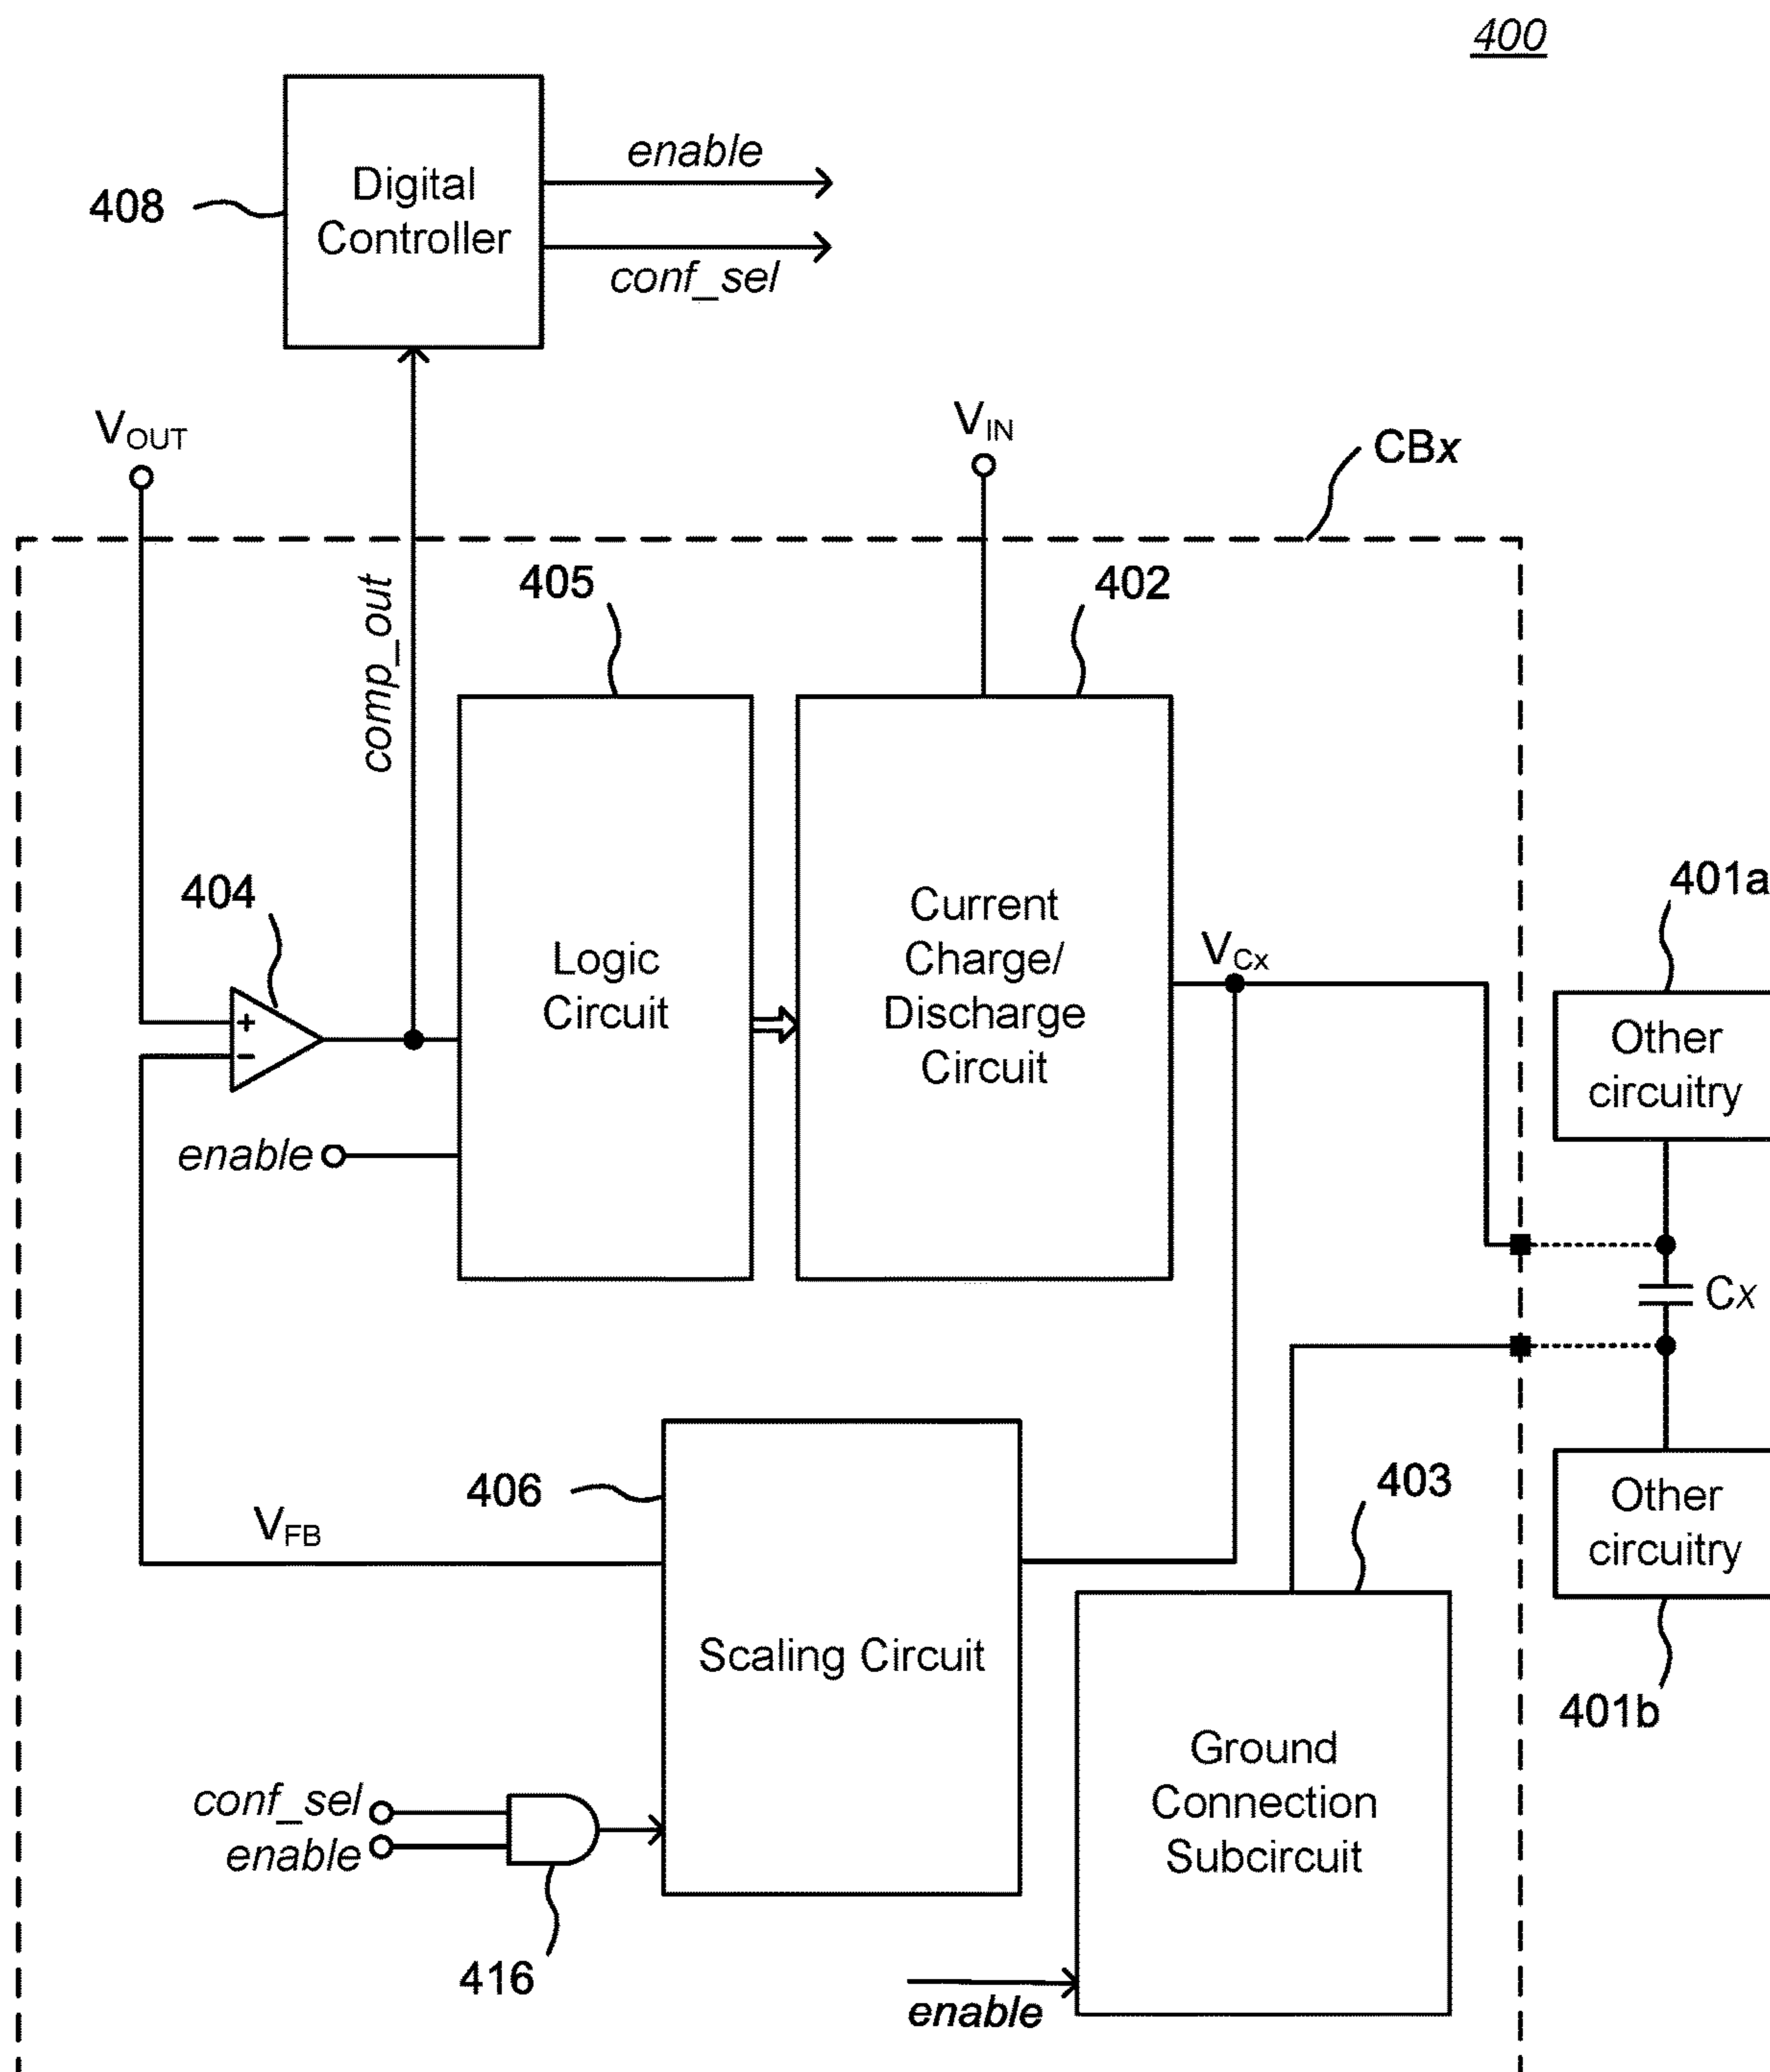 400
Digital
Controller
408
enable
conf_sel
VOUT
VIN
CBx
comp_out
405
402
404
Logic
Circuit
Current
Charge/
Discharge
Circuit
VCx
401a
Other
circuitry
+
−
enable
Cx
406
403
VFB
Scaling Circuit
Other
circuitry
401b
Ground
Connection
Subcircuit
conf_sel
enable
416
enable